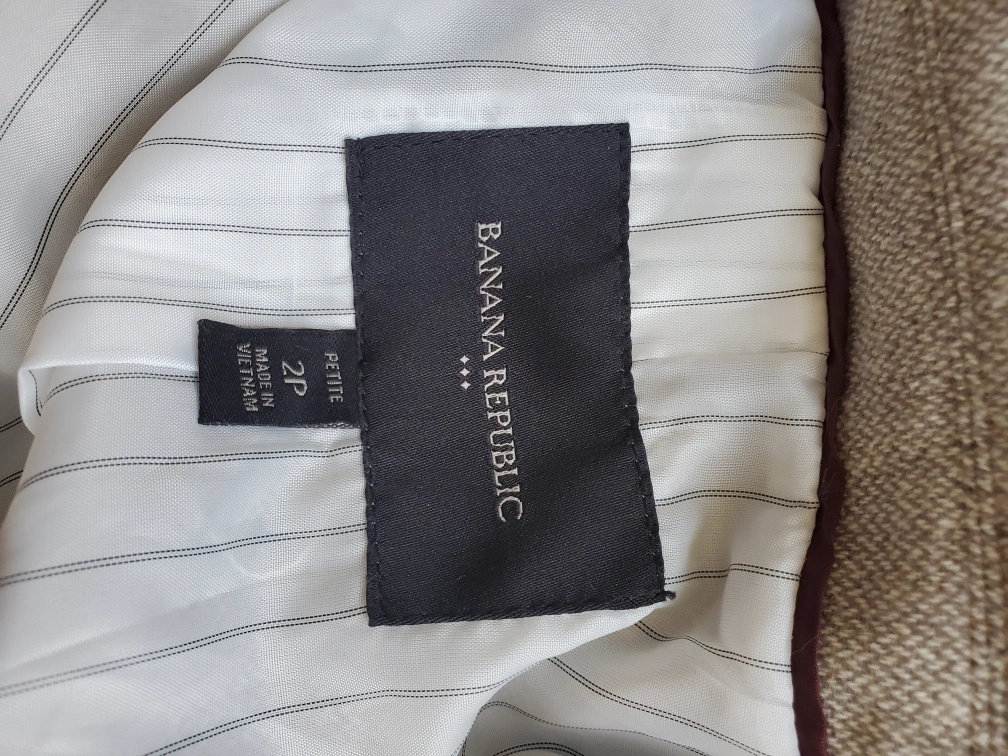 BANANA REPUBLIC
PETITE
2P
MADE IN
VIETNAM